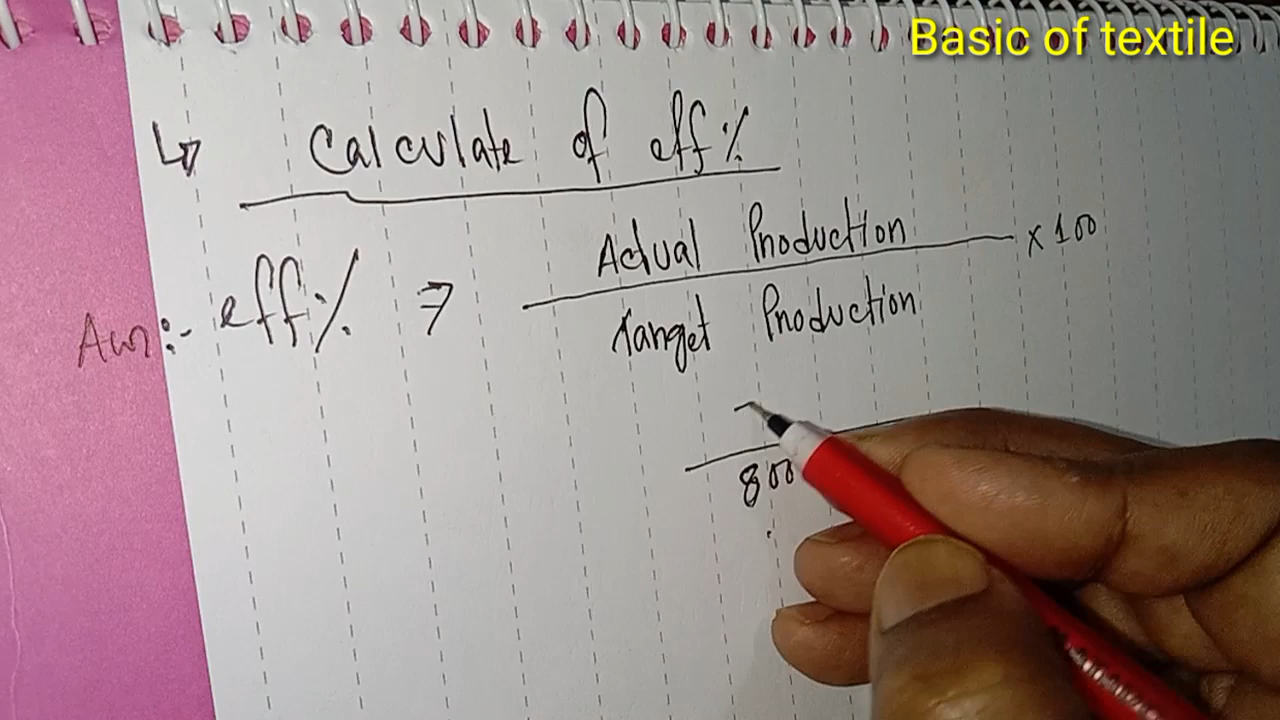 Basic of textile
↳ Calculate of eff%
Actual Production × 100
Ans:- eff% ⇒
Target Production
800